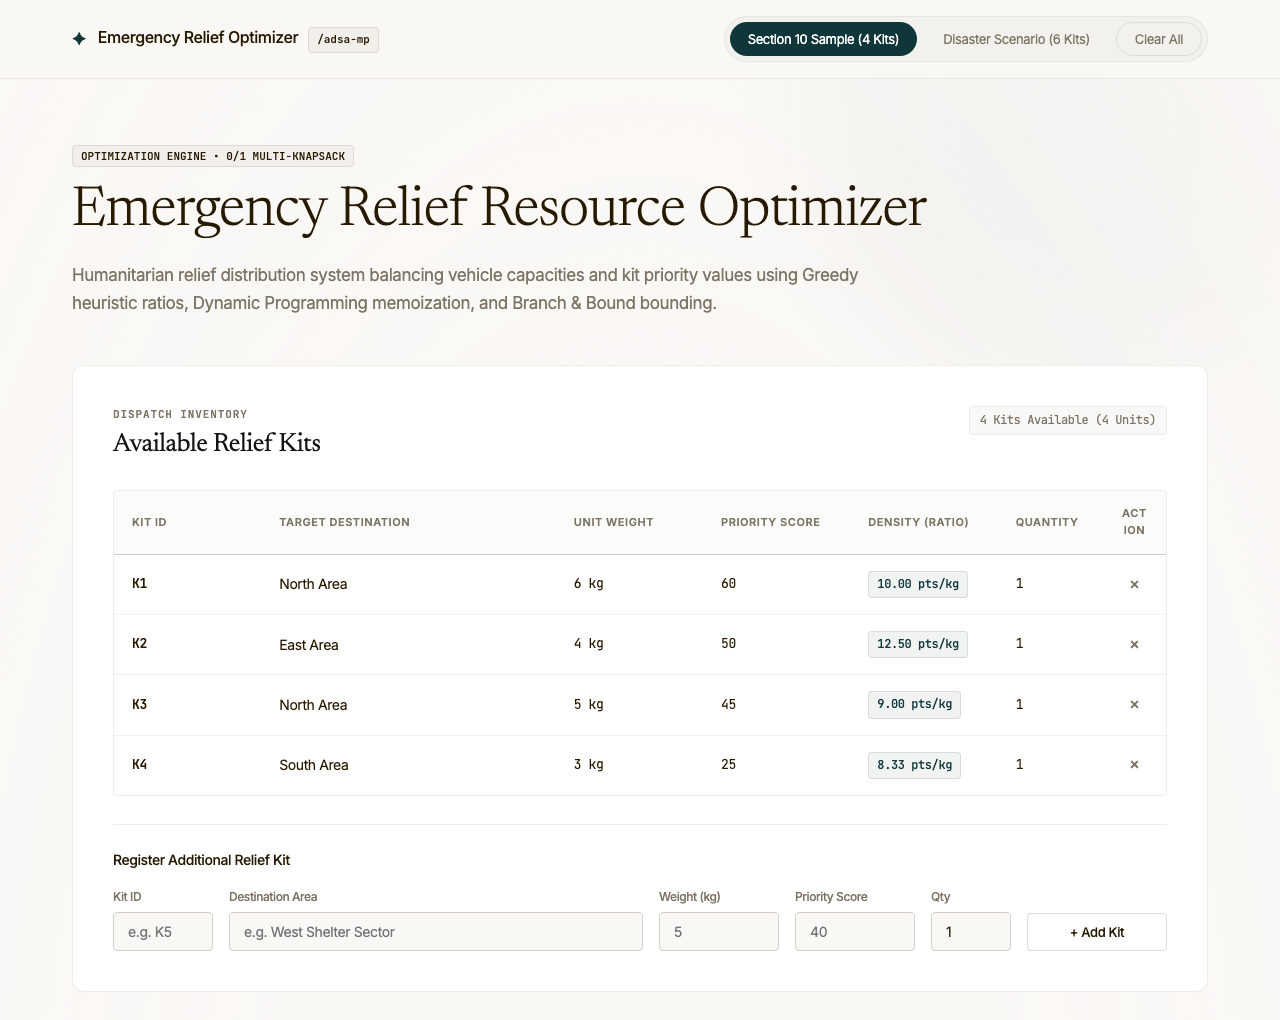 Emergency Relief Optimizer /adsa-mp
Section 10 Sample (4 Kits) Disaster Scenario (6 Kits) Clear All
OPTIMIZATION ENGINE • 0/1 MULTI-KNAPSACK
Emergency Relief Resource Optimizer
Humanitarian relief distribution system balancing vehicle capacities and kit priority values using Greedy
heuristic ratios, Dynamic Programming memoization, and Branch & Bound bounding.
DISPATCH INVENTORY
Available Relief Kits
4 Kits Available (4 Units)
KIT ID TARGET DESTINATION UNIT WEIGHT PRIORITY SCORE DENSITY (RATIO) QUANTITY ACT
ION
K1 North Area 6 kg 60 10.00 pts/kg 1 ×
K2 East Area 4 kg 50 12.50 pts/kg 1 ×
K3 North Area 5 kg 45 9.00 pts/kg 1 ×
K4 South Area 3 kg 25 8.33 pts/kg 1 ×
Register Additional Relief Kit
Kit ID Destination Area Weight (kg) Priority Score Qty
e.g. K5 e.g. West Shelter Sector 5 40 1 + Add Kit